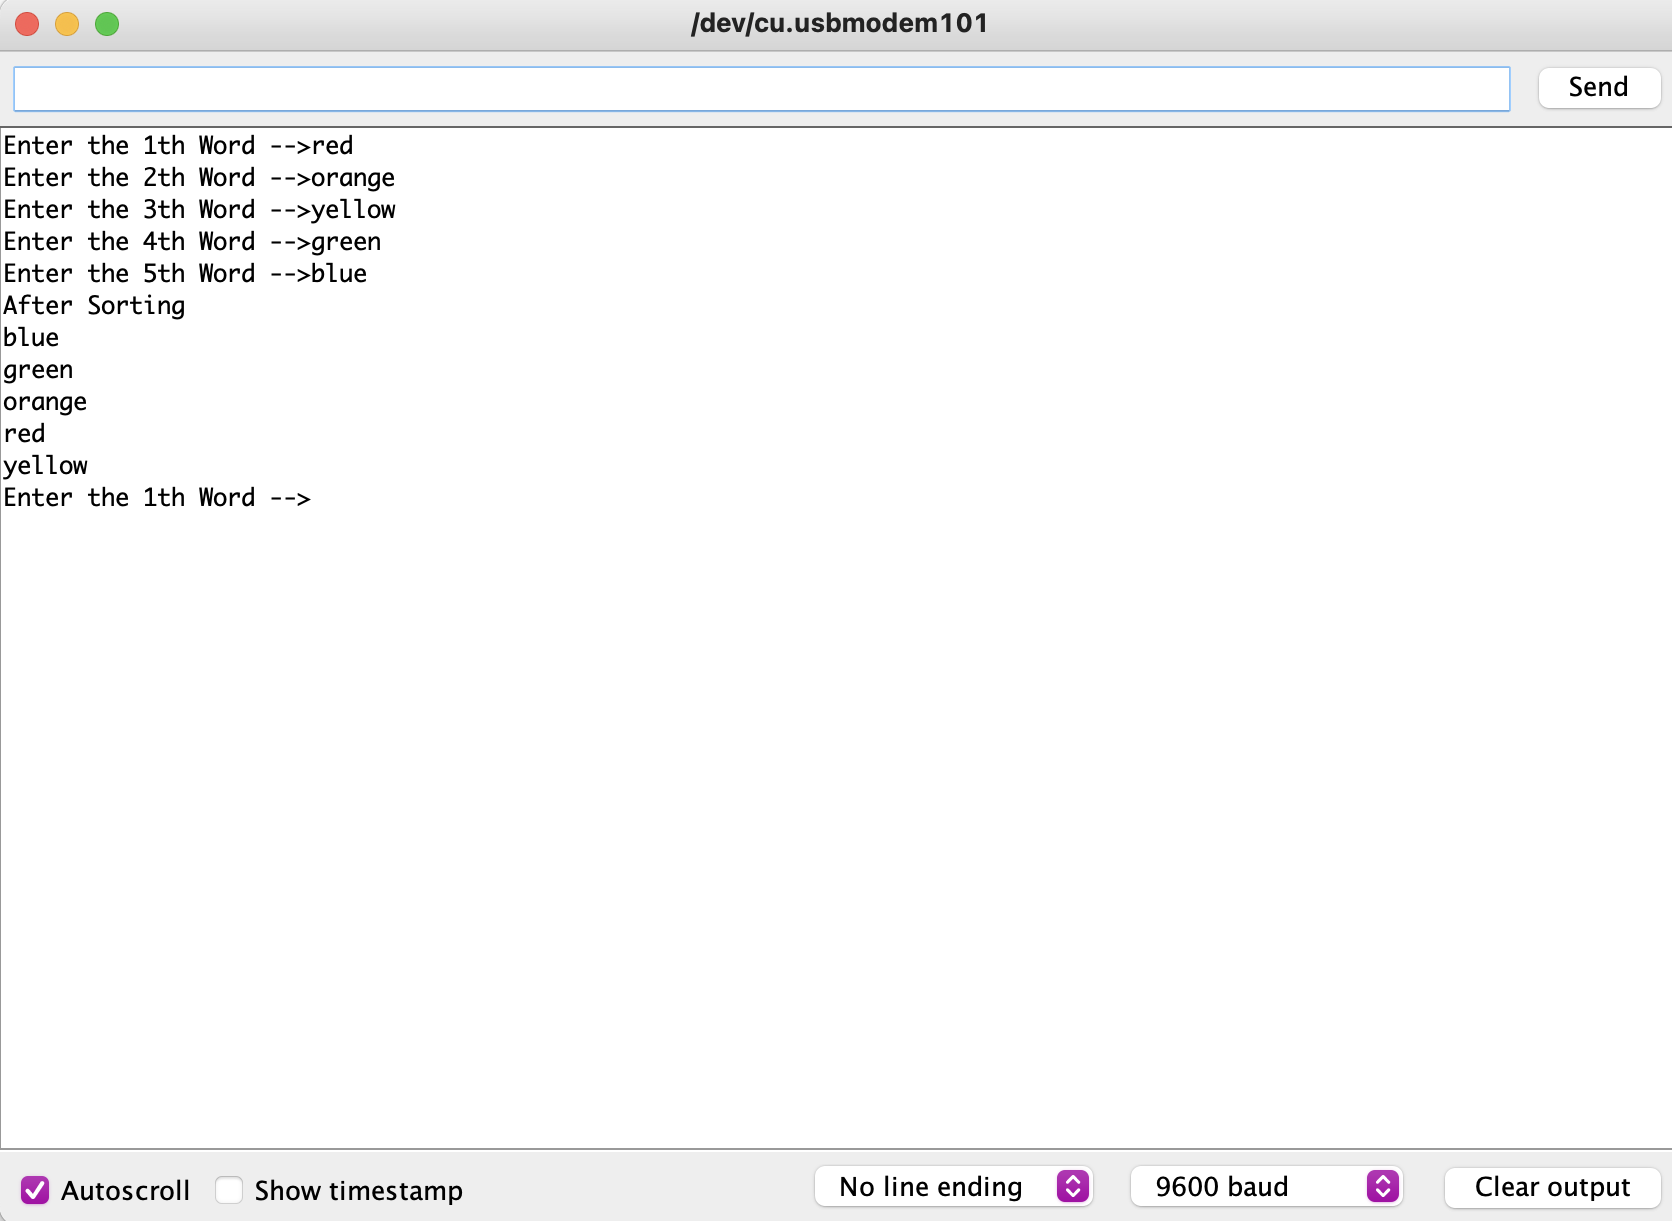 /dev/cu.usbmodem101
Send
Enter the 1th Word -->red
Enter the 2th Word -->orange
Enter the 3th Word -->yellow
Enter the 4th Word -->green
Enter the 5th Word -->blue
After Sorting
blue
green
orange
red
yellow
Enter the 1th Word -->
Autoscroll Show timestamp No line ending 9600 baud Clear output